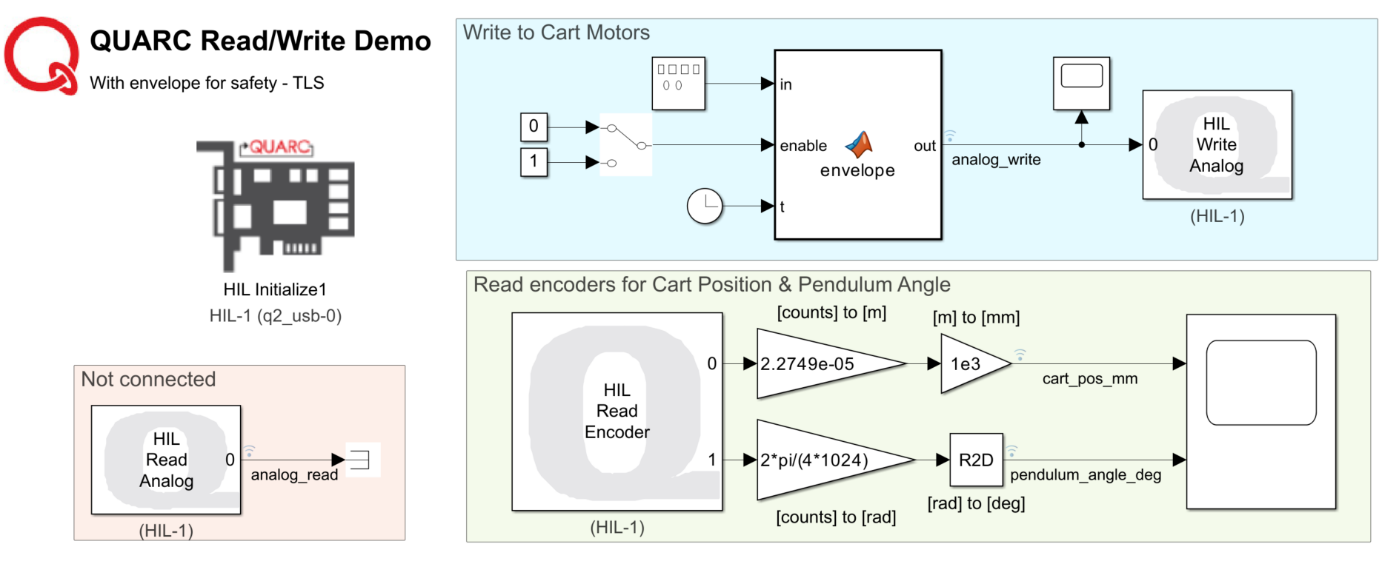 QUARC Read/Write Demo
With envelope for safety - TLS
QUARC
HIL Initialize1
HIL-1 (q2_usb-0)
Not connected
HIL
Read
Analog
0
analog_read
(HIL-1)
Write to Cart Motors
0
1
in
enable
t
envelope
out
analog_write
0
HIL
Write
Analog
(HIL-1)
Read encoders for Cart Position & Pendulum Angle
HIL
Read
Encoder
0
1
(HIL-1)
[counts] to [m]
2.2749e-05
[m] to [mm]
1e3
cart_pos_mm
2*pi/(4*1024)
[counts] to [rad]
R2D
[rad] to [deg]
pendulum_angle_deg